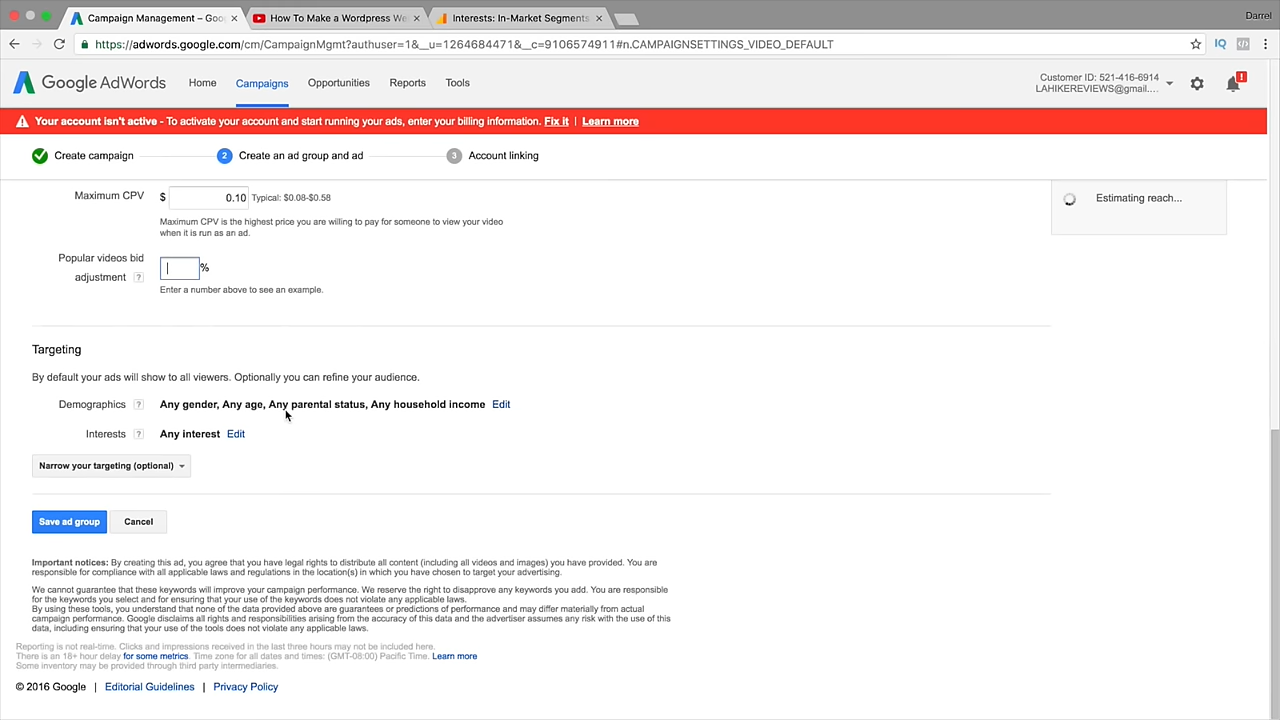 Campaign Management – Goo
How To Make a Wordpress We
Interests: In-Market Segments
Darrel
https://adwords.google.com/cm/CampaignMgmt?authuser=1&__u=1264684471&__c=9106574911#n.CAMPAIGNSETTINGS_VIDEO_DEFAULT
IQ
Google AdWords
Home
Campaigns
Opportunities
Reports
Tools
Customer ID: 521-416-6914
LAHIKEREVIEWS@gmail....
!
Your account isn't active - To activate your account and start running your ads, enter your billing information. Fix it | Learn more
Create campaign
2 Create an ad group and ad
3 Account linking
Maximum CPV $ 0.10 Typical: $0.08-$0.58
Estimating reach...
Maximum CPV is the highest price you are willing to pay for someone to view your video
when it is run as an ad.
Popular videos bid
adjustment ? %
Enter a number above to see an example.
Targeting
By default your ads will show to all viewers. Optionally you can refine your audience.
Demographics ? Any gender, Any age, Any parental status, Any household income Edit
Interests ? Any interest Edit
Narrow your targeting (optional)
Save ad group
Cancel
Important notices: By creating this ad, you agree that you have legal rights to distribute all content (including all videos and images) you have provided. You are
responsible for compliance with all applicable laws and regulations in the location(s) in which you have chosen to target your advertising.
We cannot guarantee that these keywords will improve your campaign performance. We reserve the right to disapprove any keywords you add. You are responsible
for the keywords you select and for ensuring that your use of the keywords does not violate any applicable laws.
By using these tools, you understand that none of the data provided above are guarantees or predictions of performance and may differ materially from actual
campaign performance. Google disclaims all rights and responsibilities arising from the accuracy of this data and the advertiser assumes any risk with the use of this
data, including ensuring that your use of the tools does not violate any applicable laws.
Reporting is not real-time. Clicks and impressions received in the last three hours may not be included here.
There is an 18+ hour delay for some metrics. Time zone for all dates and times: (GMT-08:00) Pacific Time. Learn more
Some inventory may be provided through third party intermediaries.
© 2016 Google | Editorial Guidelines | Privacy Policy